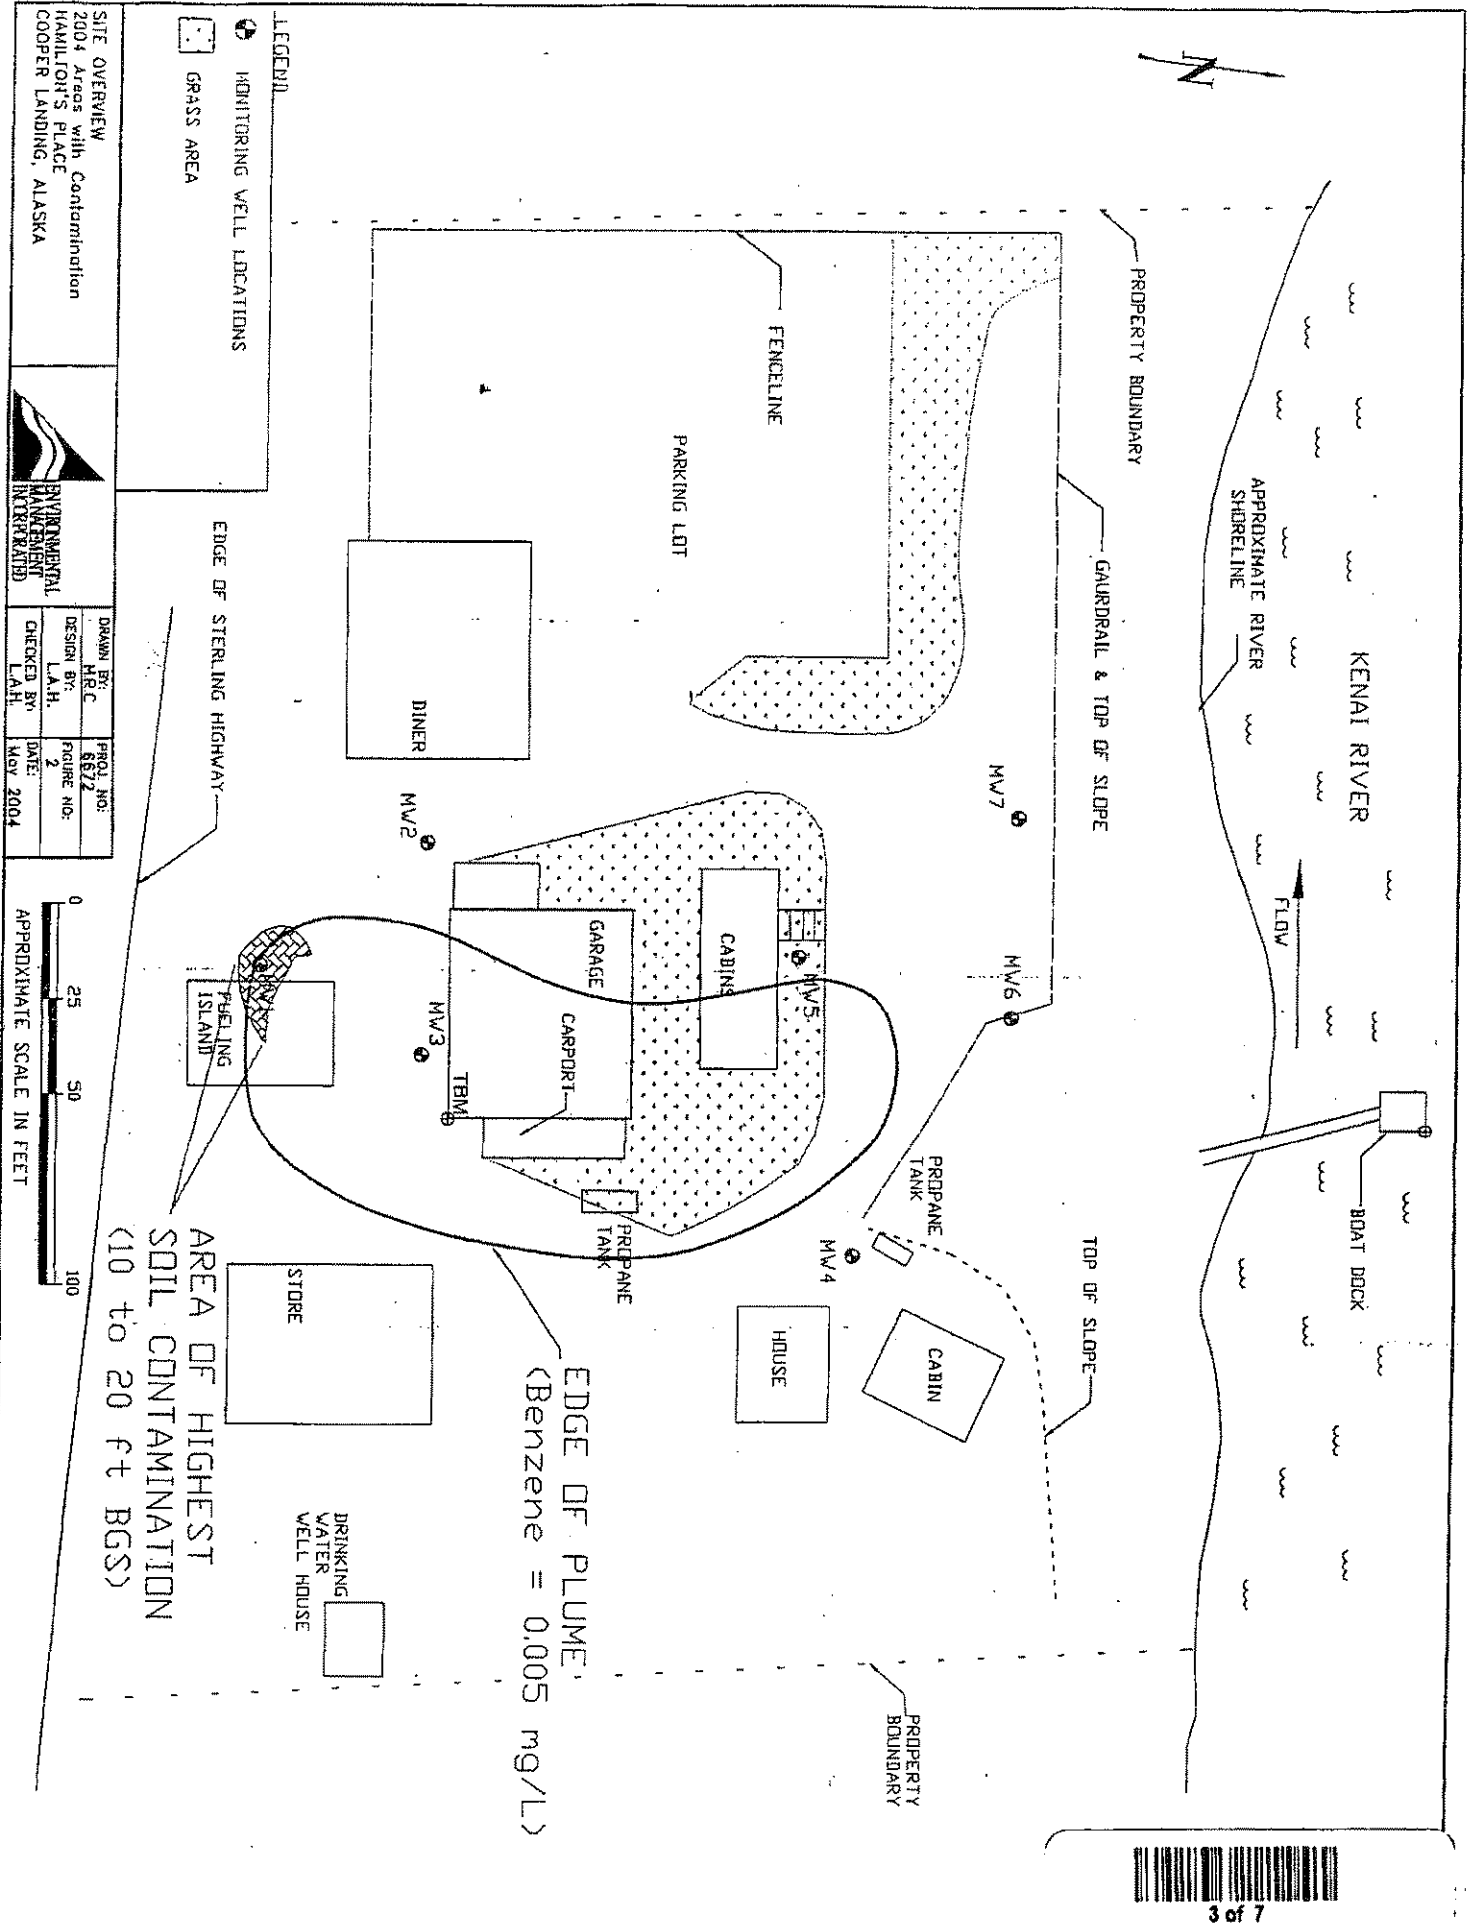 KENAI RIVER
FLOW
BOAT DOCK
APPROXIMATE RIVER
SHORELINE
PROPERTY BOUNDARY
GAURDRAIL & TOP OF SLOPE
TOP OF SLOPE
MW7
MW6
PROPANE
TANK
CABIN
MW4
HOUSE
PROPERTY
BOUNDARY
FENCELINE
PARKING LOT
CABINS
MW5
GARAGE
CARPORT
PROPANE
TANK
EDGE OF PLUME
(Benzene = 0.005 mg/L)
DINER
MW2
MW3
TBM
STORE
DRINKING
WATER
WELL HOUSE
FUELING
ISLAND
EDGE OF STERLING HIGHWAY
AREA OF HIGHEST
SOIL CONTAMINATION
(10 to 20 ft BGS)
LEGEND
MONITORING WELL LOCATIONS
GRASS AREA
SITE OVERVIEW
2004 Areas with Contamination
HAMILTON'S PLACE
COOPER LANDING, ALASKA
ENVIRONMENTAL
MANAGEMENT
INCORPORATED
DRAWN BY:
M.R.C
DESIGN BY:
L.A.H.
CHECKED BY:
L.A.H.
PROJ. NO:
6672
FIGURE NO:
2
DATE:
May 2004
0 25 50 100
APPROXIMATE SCALE IN FEET
N
3 of 7